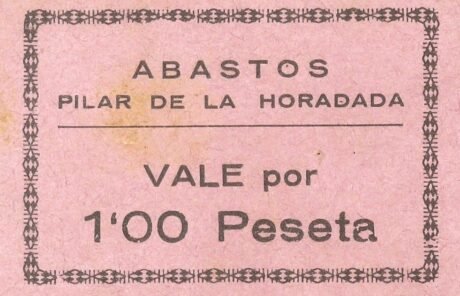 ABASTOS
PILAR DE LA HORADADA
VALE por
1'00 Peseta